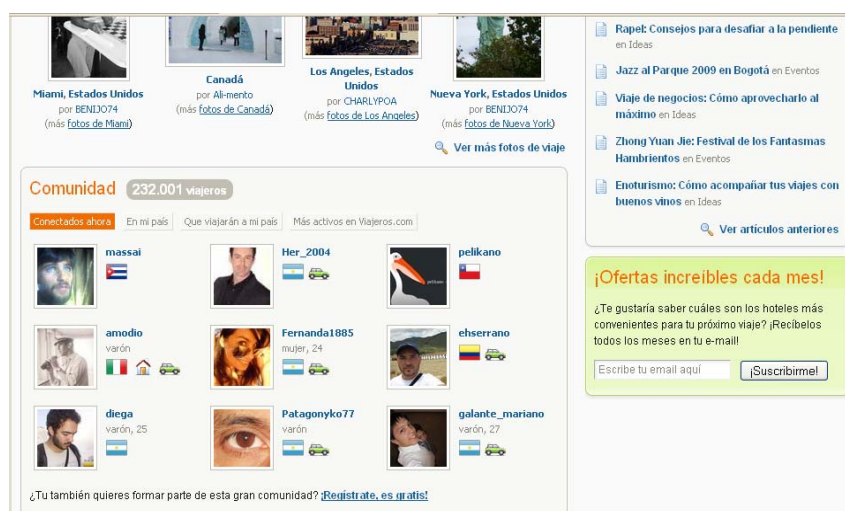 Miami, Estados Unidos
por BENIJO74
(más fotos de Miami)
Canadá
por Ali-mento
(más fotos de Canadá)
Los Angeles, Estados
Unidos
por CHARLYPOA
(más fotos de Los Angeles)
Nueva York, Estados Unidos
por BENIJO74
(más fotos de Nueva York)
Ver más fotos de viaje
Comunidad 232.001 viajeros
Conectados ahora En mi país Que viajarán a mi país Más activos en Viajeros.com
massai
Her_2004
pelikano
pelikano
amodio
varón
Fernanda1885
mujer, 24
ehserrano
diega
varón, 25
Patagonyko77
varón
galante_mariano
varón, 27
¿Tu también quieres formar parte de esta gran comunidad? ¡Regístrate, es gratis!
Rapel: Consejos para desafiar a la pendiente
en Ideas
Jazz al Parque 2009 en Bogotá en Eventos
Viaje de negocios: Cómo aprovecharlo al
máximo en Ideas
Zhong Yuan Jie: Festival de los Fantasmas
Hambrientos en Eventos
Enoturismo: Cómo acompañar tus viajes con
buenos vinos en Ideas
Ver artículos anteriores
¡Ofertas increíbles cada mes!
¿Te gustaría saber cuáles son los hoteles más
convenientes para tu próximo viaje? ¡Recíbelos
todos los meses en tu e-mail!
Escribe tu email aquí ¡Suscribirme!